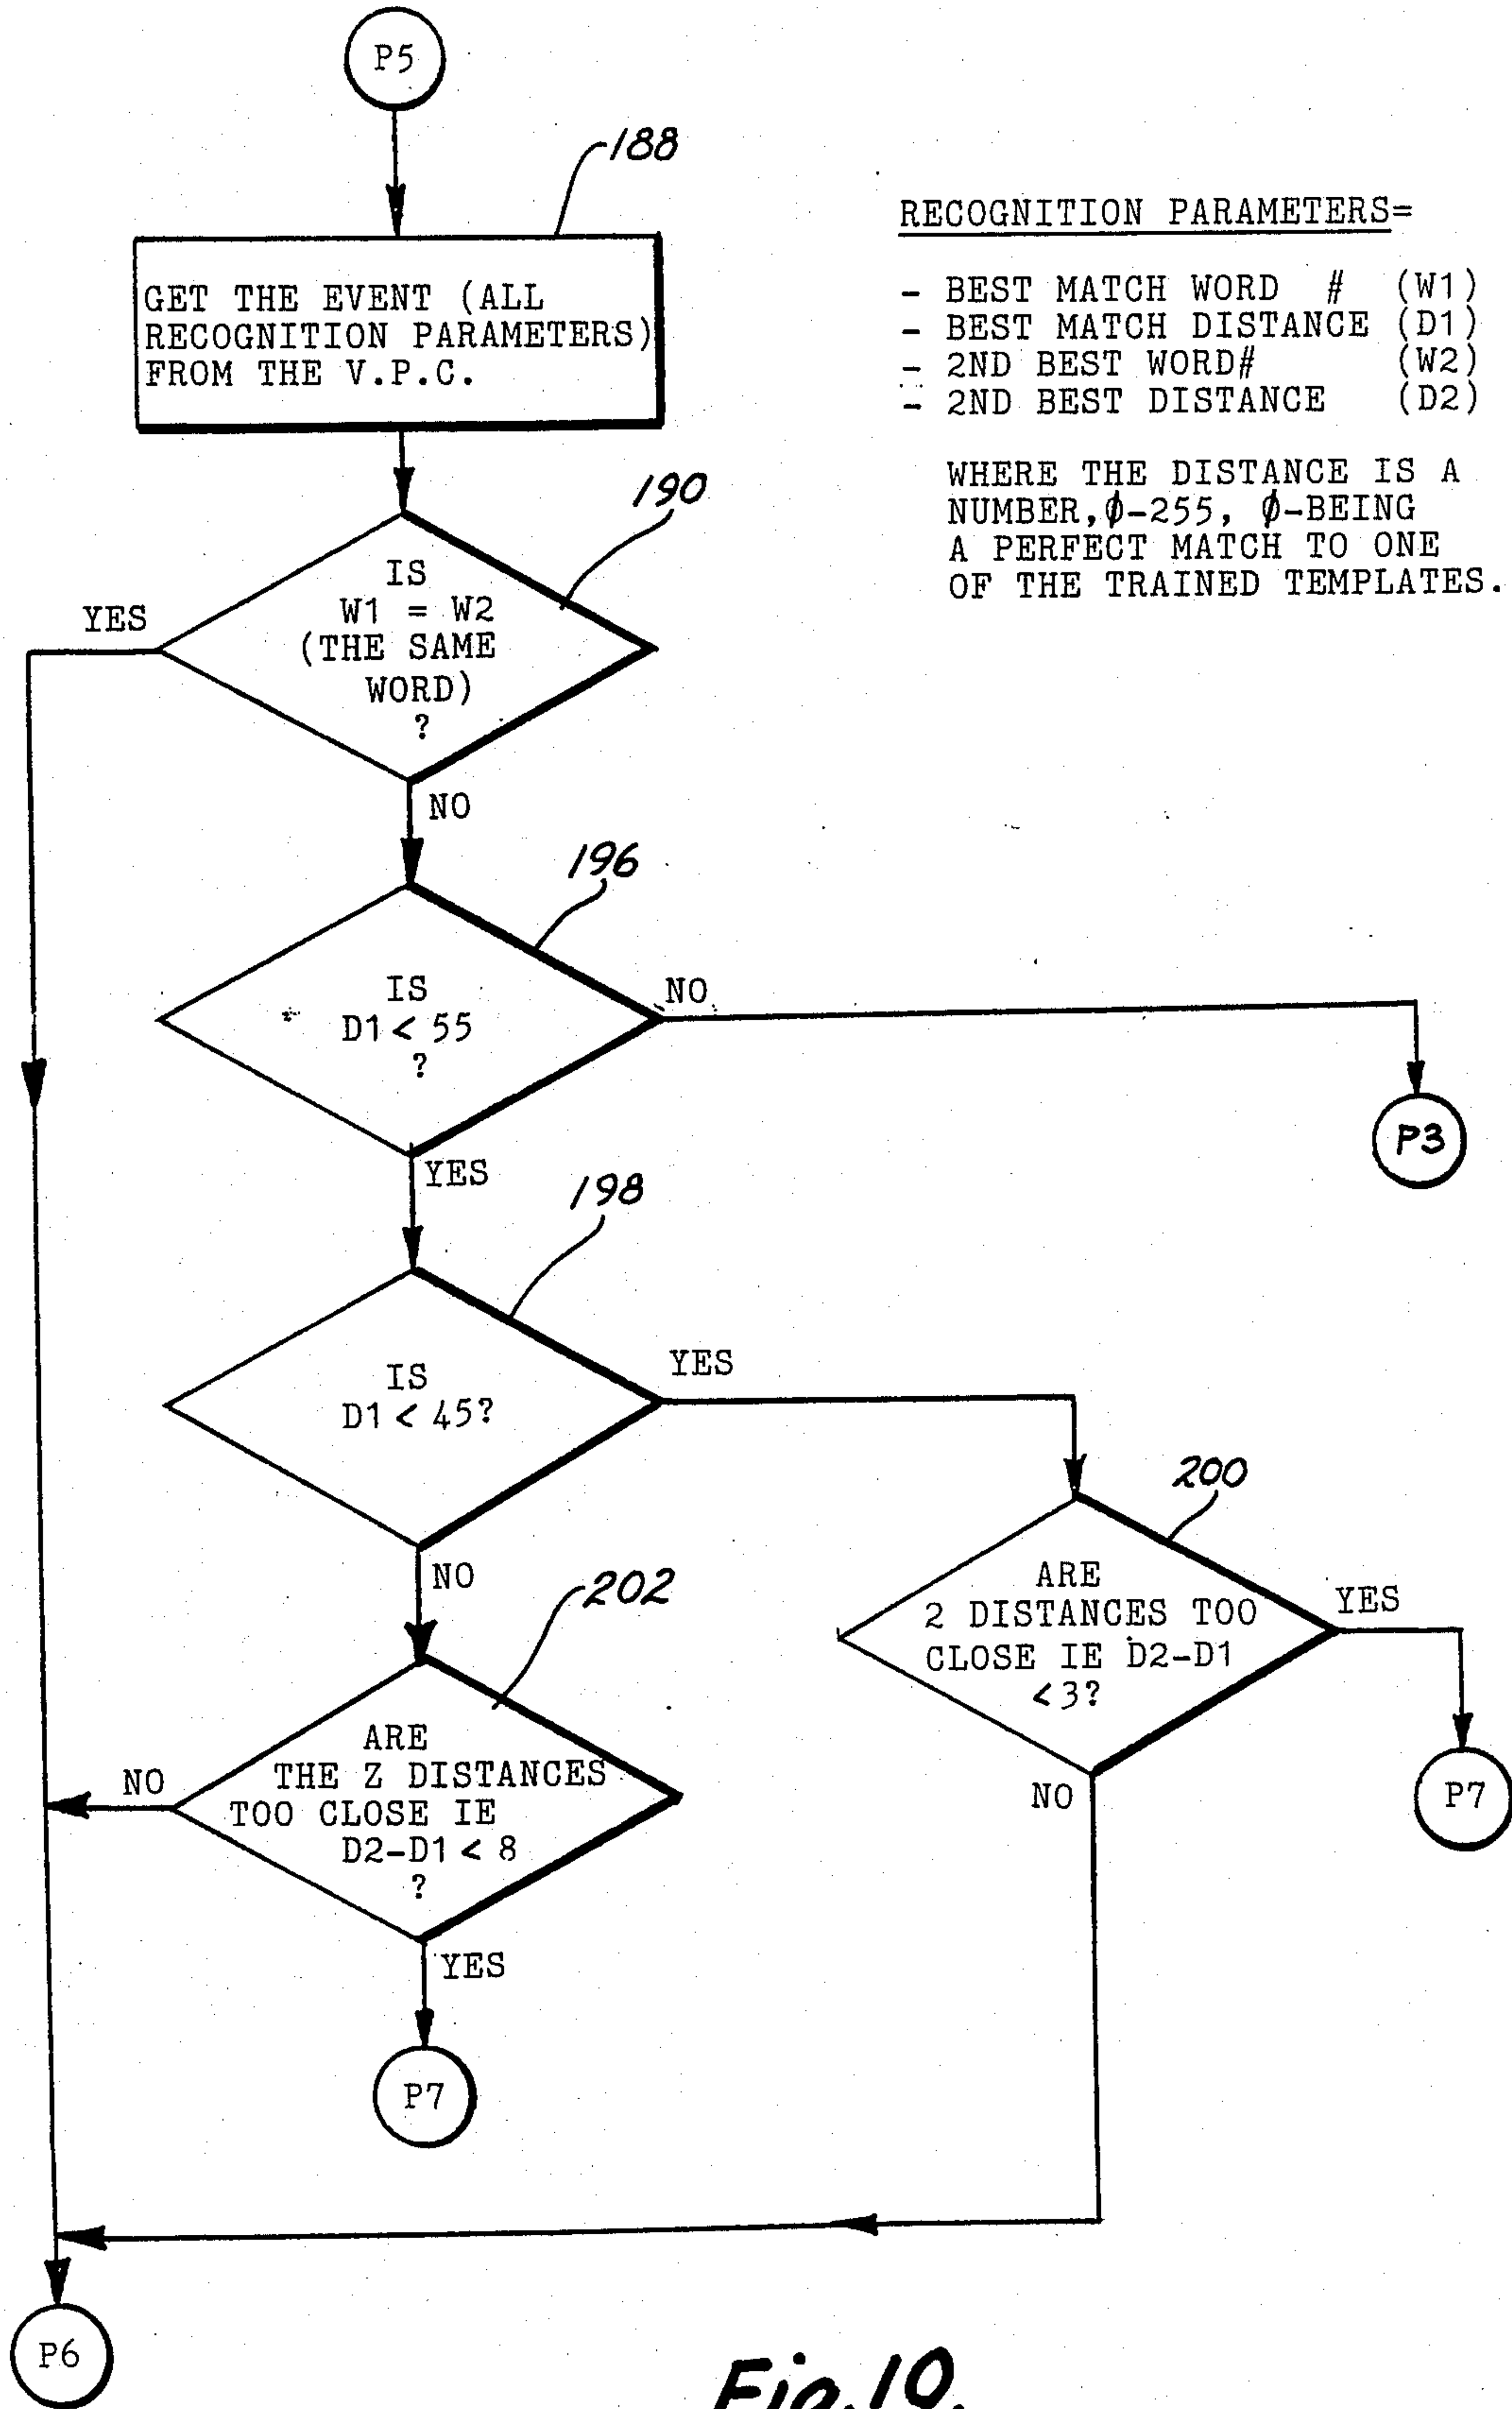 P5
188
GET THE EVENT (ALL
RECOGNITION PARAMETERS)
FROM THE V.P.C.
RECOGNITION PARAMETERS=
- BEST MATCH WORD # (W1)
- BEST MATCH DISTANCE (D1)
- 2ND BEST WORD# (W2)
- 2ND BEST DISTANCE (D2)
WHERE THE DISTANCE IS A
NUMBER,ϕ-255, ϕ-BEING
A PERFECT MATCH TO ONE
OF THE TRAINED TEMPLATES.
190
IS
W1 = W2
(THE SAME
WORD)
?
YES
NO
196
IS
D1 < 55
?
NO
P3
YES
198
IS
D1 < 45?
YES
NO
200
ARE
2 DISTANCES TOO
CLOSE IE D2-D1
<3?
YES
P7
NO
202
ARE
THE Z DISTANCES
TOO CLOSE IE
D2-D1 < 8
?
NO
YES
P7
P6
Fig.10.